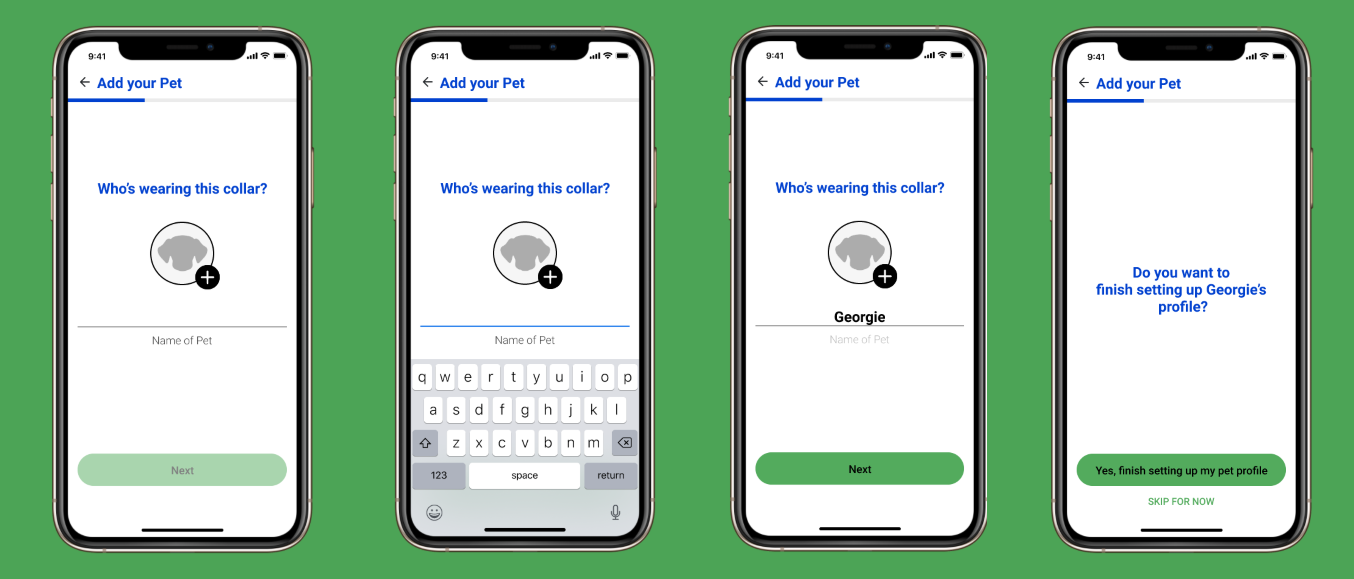 9:41
← Add your Pet
Who's wearing this collar?
Name of Pet
Next
9:41
← Add your Pet
Who's wearing this collar?
Name of Pet
q w e r t y u i o p
a s d f g h j k l
z x c v b n m
123 space return
9:41
← Add your Pet
Who's wearing this collar?
Georgie
Name of Pet
Next
9:41
← Add your Pet
Do you want to
finish setting up Georgie's
profile?
Yes, finish setting up my pet profile
SKIP FOR NOW